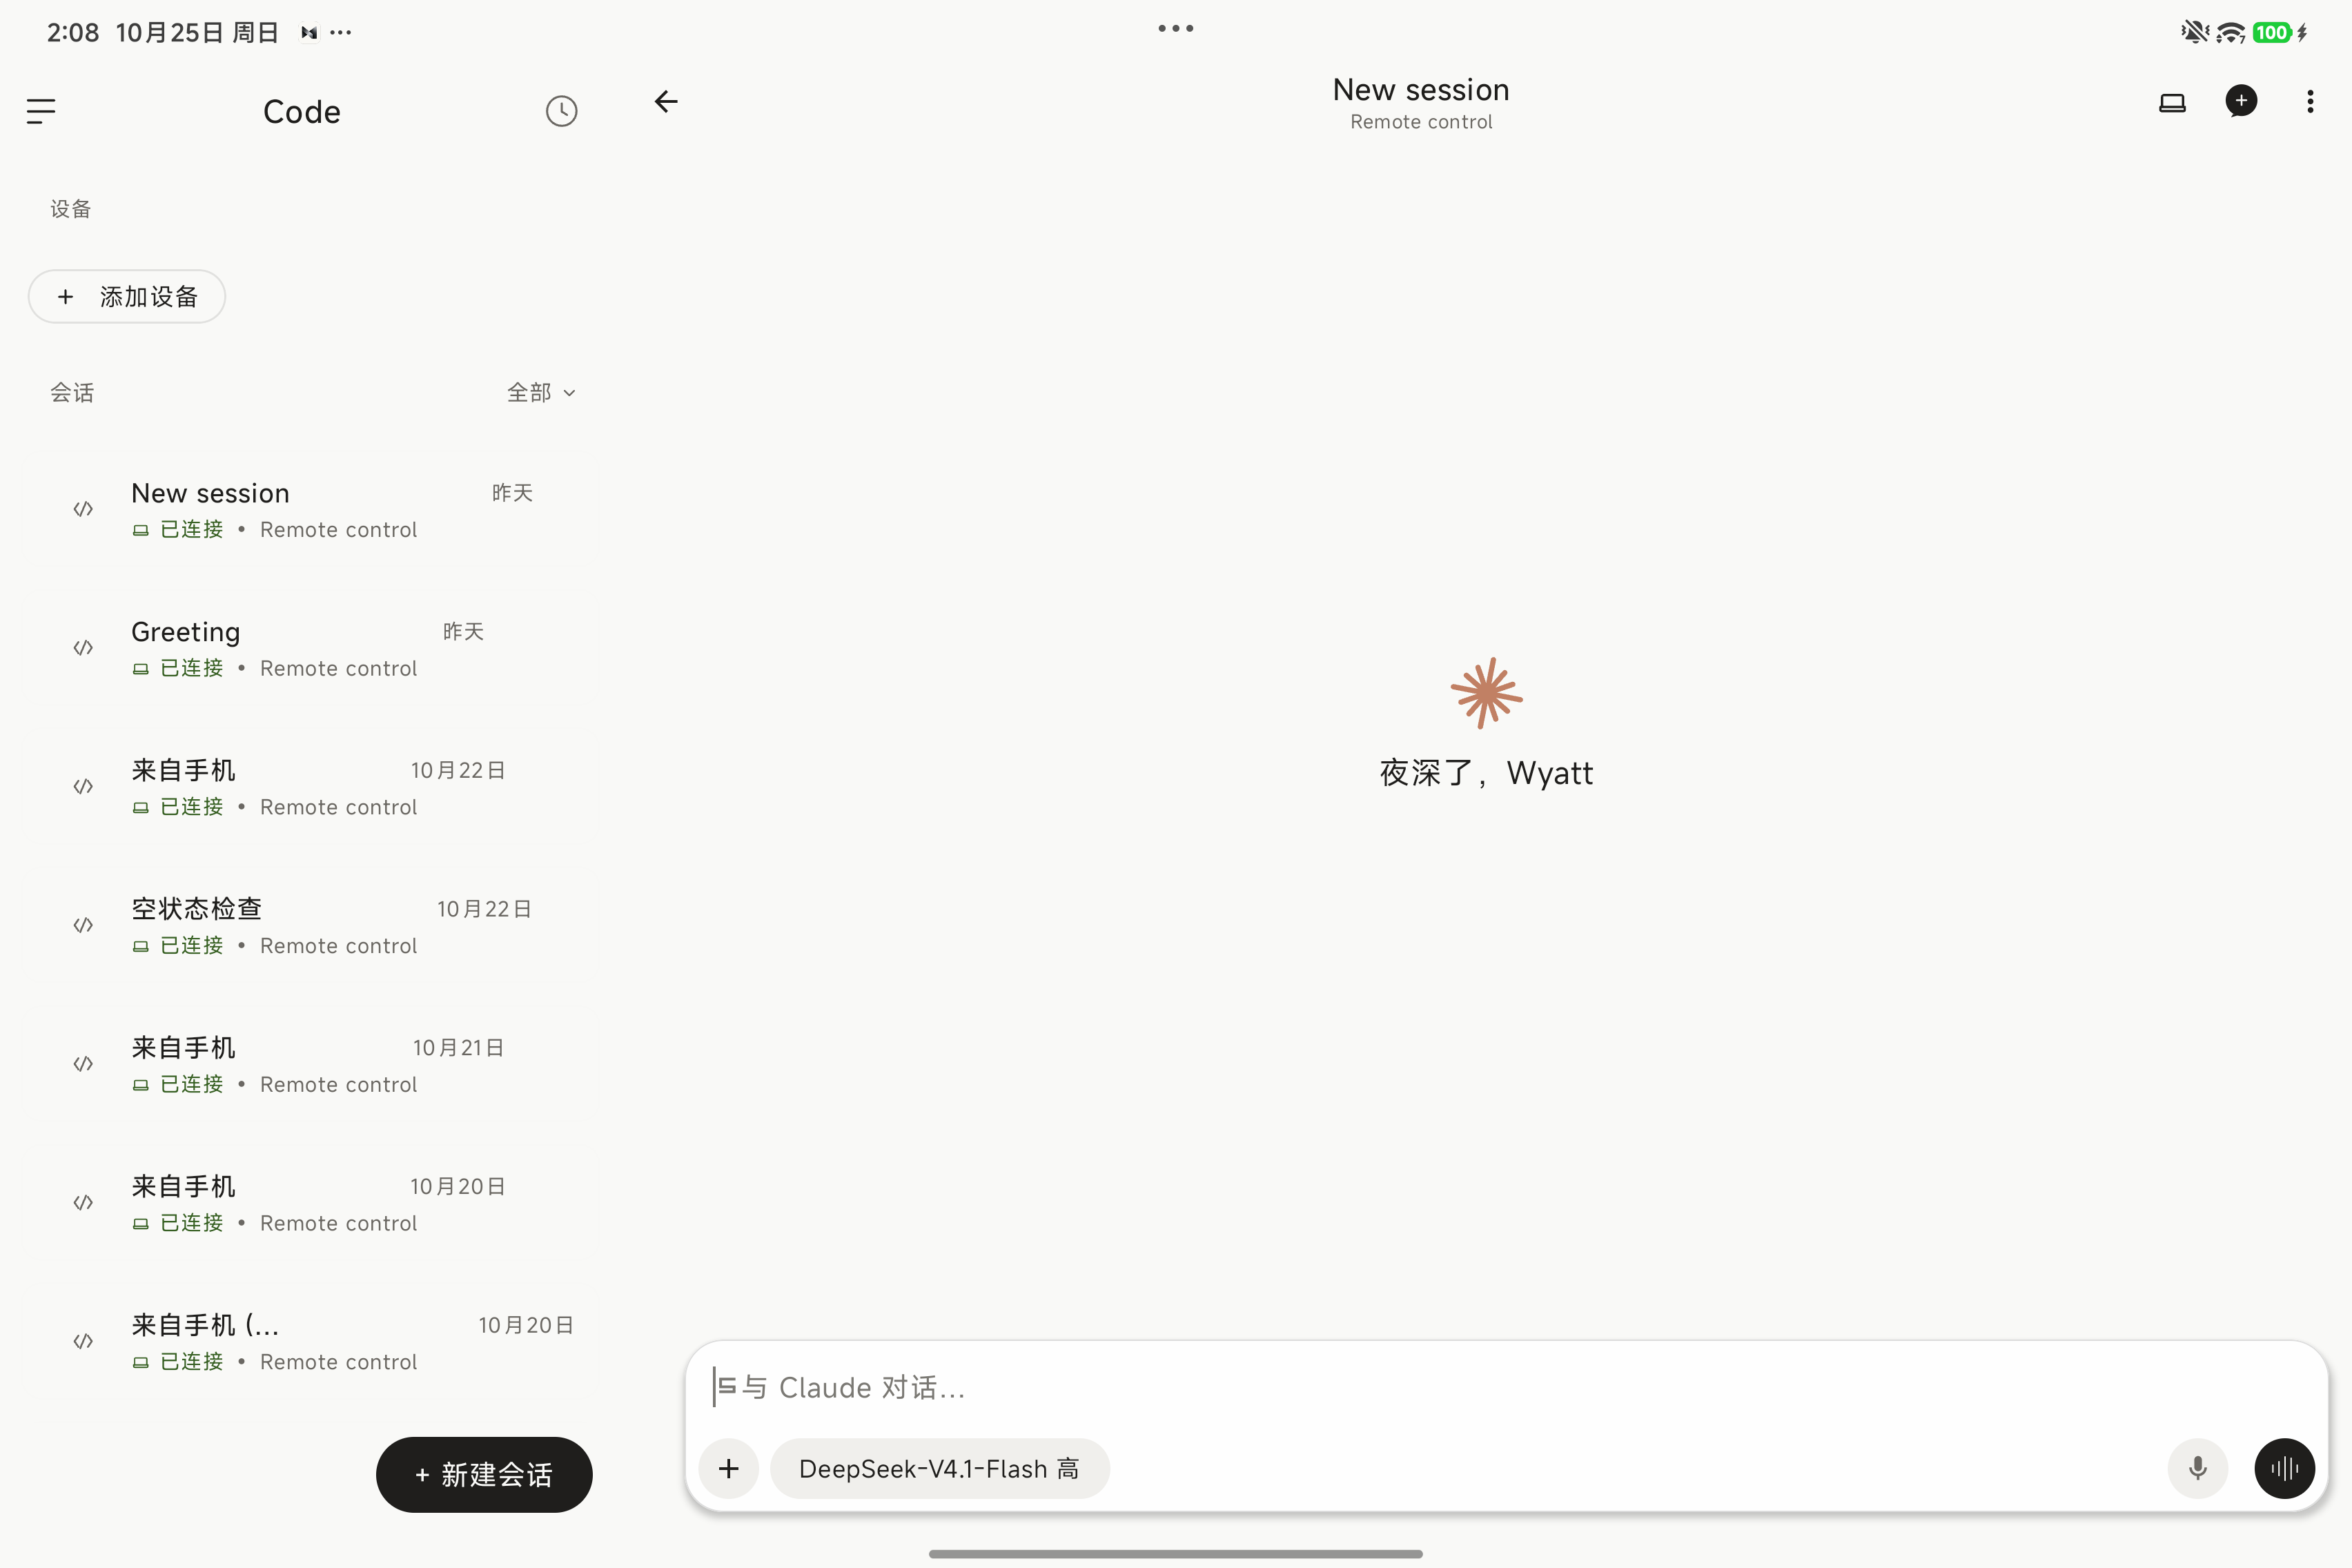 2:08 10月25日 周日 ...
100
Code
设备
+ 添加设备
会话 全部
New session 昨天
已连接 • Remote control
Greeting 昨天
已连接 • Remote control
来自手机 10月22日
已连接 • Remote control
空状态检查 10月22日
已连接 • Remote control
来自手机 10月21日
已连接 • Remote control
来自手机 10月20日
已连接 • Remote control
来自手机 (... 10月20日
已连接 • Remote control
+ 新建会话
New session
Remote control
夜深了，Wyatt
与 Claude 对话...
DeepSeek-V4.1-Flash 高